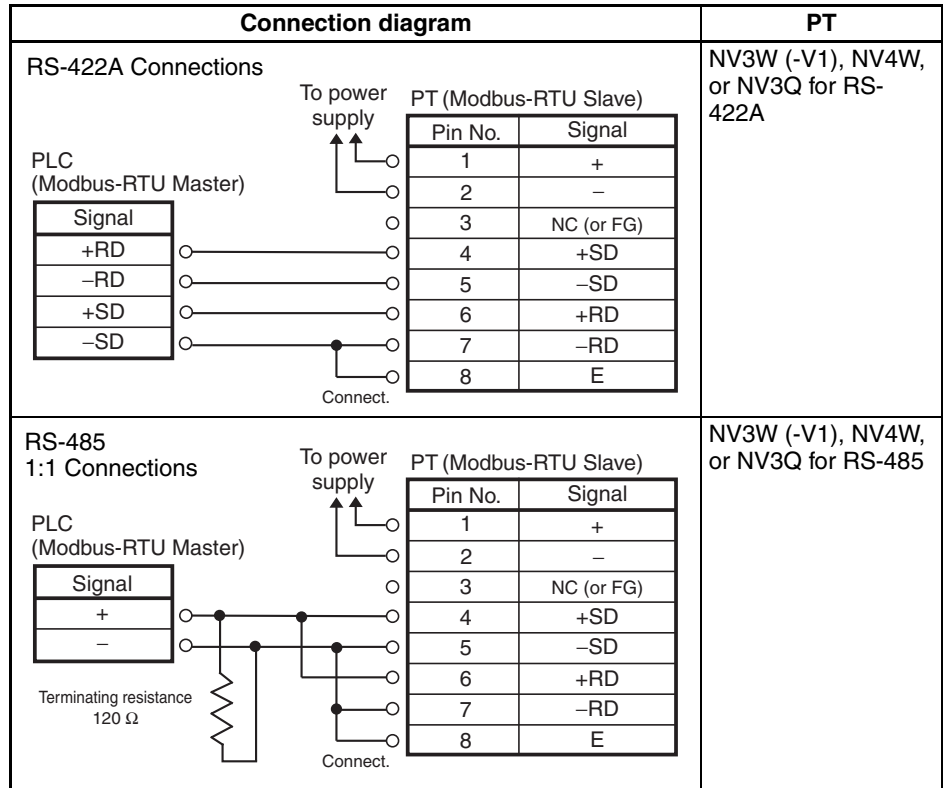 Connection diagram PT
RS-422A Connections
NV3W (-V1), NV4W,
or NV3Q for RS-
422A
To power
supply
PT (Modbus-RTU Slave)
Pin No. Signal
1 +
2 −
3 NC (or FG)
4 +SD
5 −SD
6 +RD
7 −RD
8 E
PLC
(Modbus-RTU Master)
Signal
+RD
−RD
+SD
−SD
Connect.
RS-485
1:1 Connections
NV3W (-V1), NV4W,
or NV3Q for RS-485
To power
supply
PT (Modbus-RTU Slave)
Pin No. Signal
1 +
2 −
3 NC (or FG)
4 +SD
5 −SD
6 +RD
7 −RD
8 E
PLC
(Modbus-RTU Master)
Signal
+
−
Terminating resistance
120 Ω
Connect.